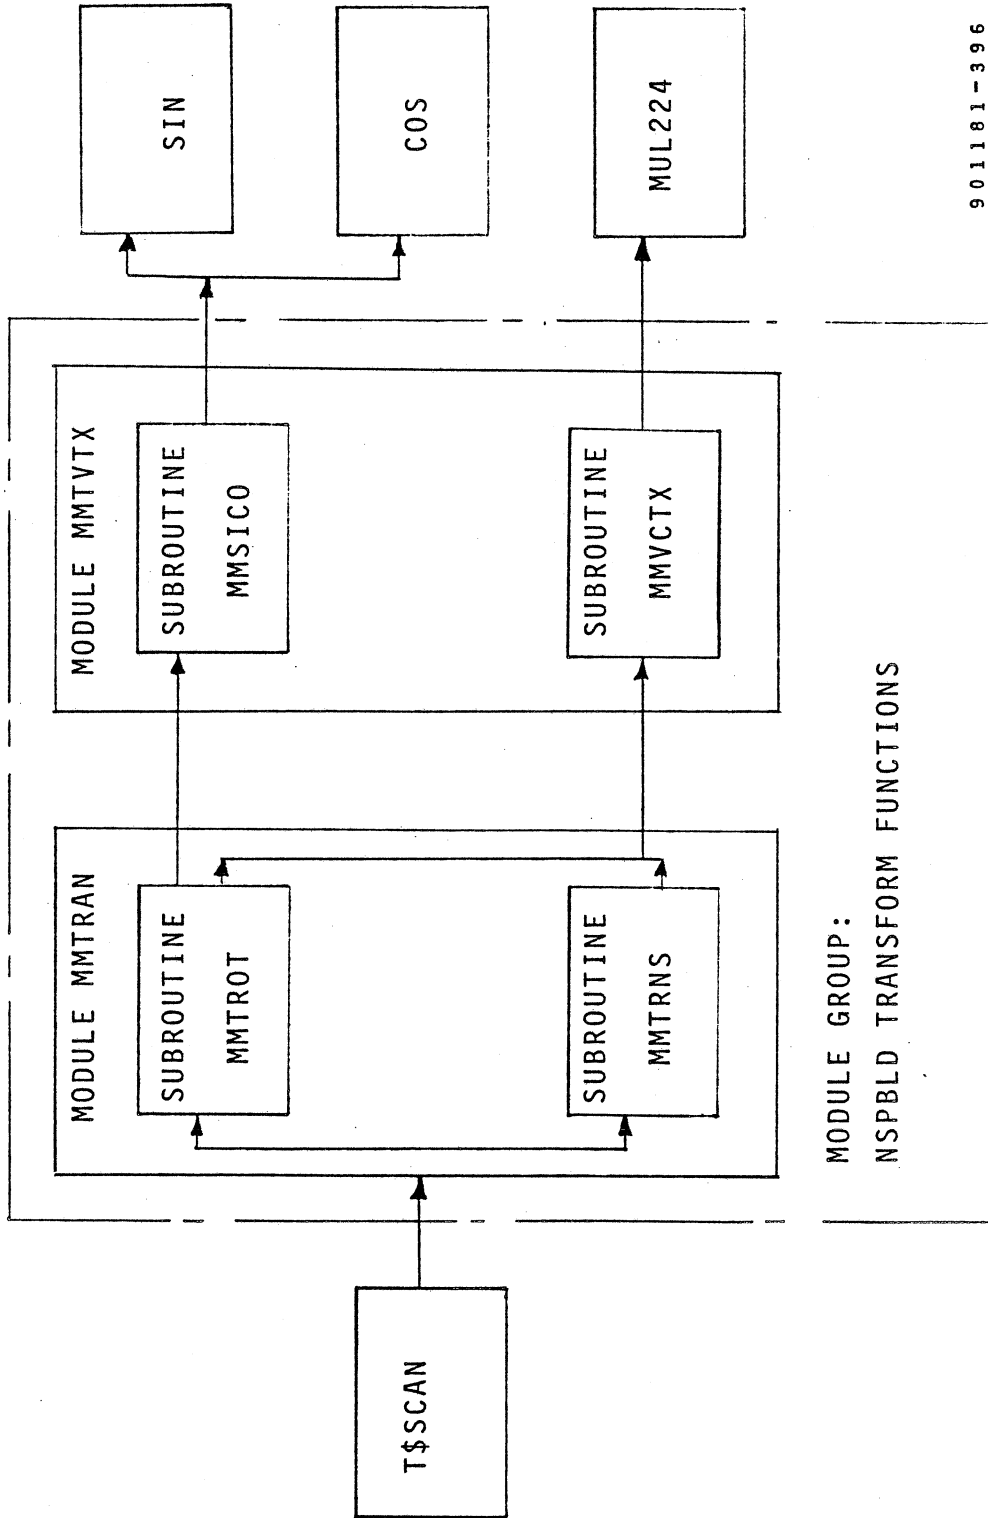 T$SCAN
MODULE MMTRAN
SUBROUTINE
MMTROT
SUBROUTINE
MMTRNS
MODULE MMTVTX
SUBROUTINE
MMSICO
SUBROUTINE
MMVCTX
SIN
COS
MUL224
MODULE GROUP:
NSPBLD TRANSFORM FUNCTIONS
901181-396